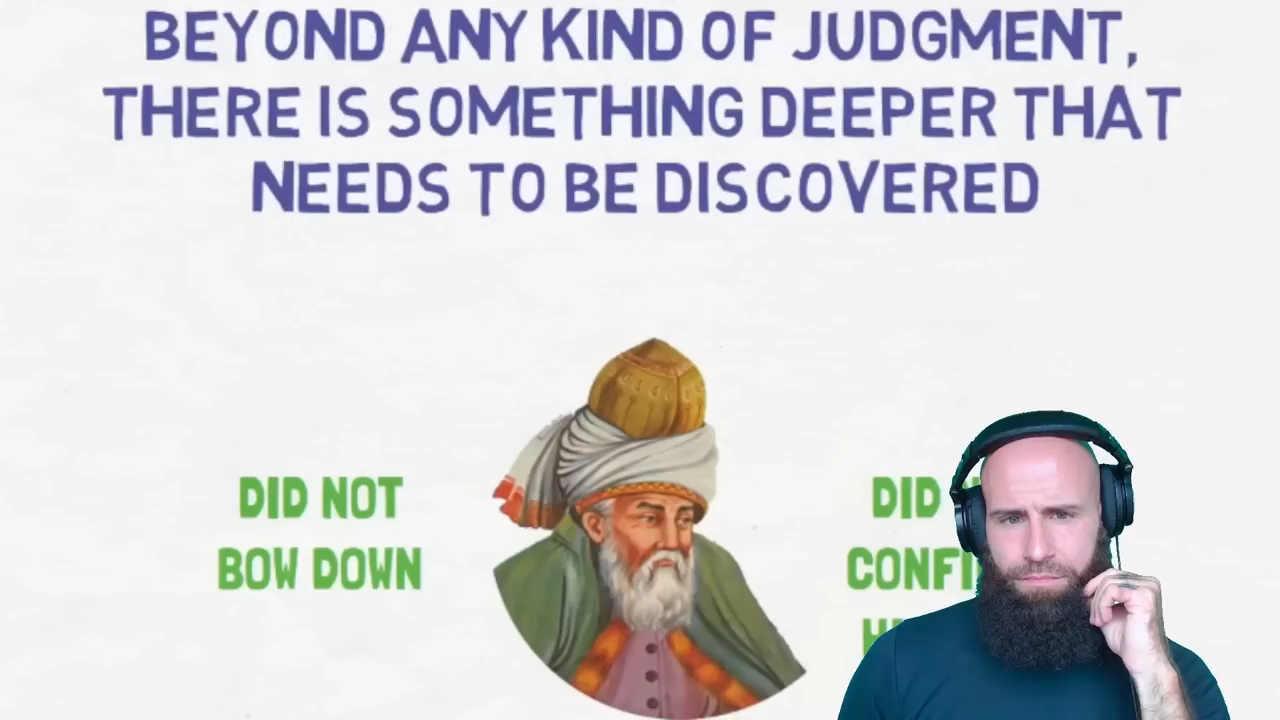 BEYOND ANY KIND OF JUDGMENT,
THERE IS SOMETHING DEEPER THAT
NEEDS TO BE DISCOVERED
DID NOT
BOW DOWN
DID